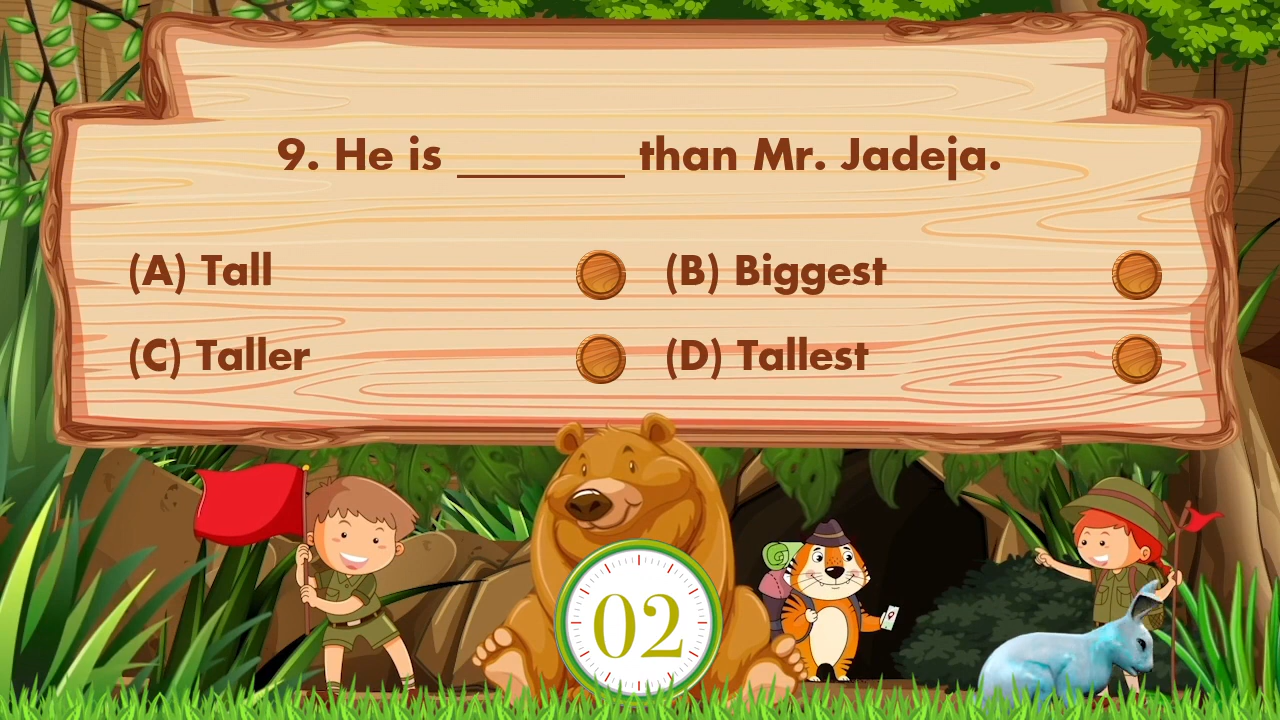 9. He is _______ than Mr. Jadeja.
(A) Tall (B) Biggest
(C) Taller (D) Tallest
02